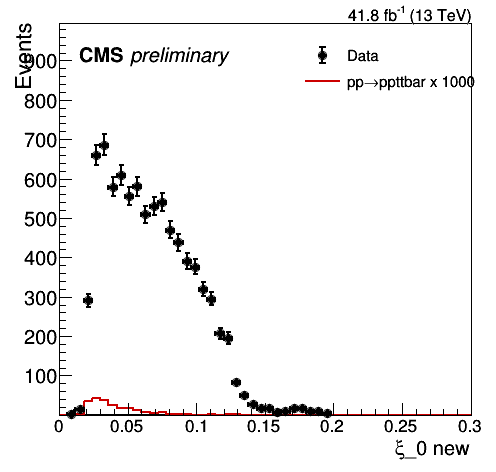 41.8 fb⁻¹ (13 TeV)
Events
CMS preliminary
Data
pp→ppttbar x 1000
900
800
700
600
500
400
300
200
100
0 0.05 0.1 0.15 0.2 0.25 0.3
ξ_0 new